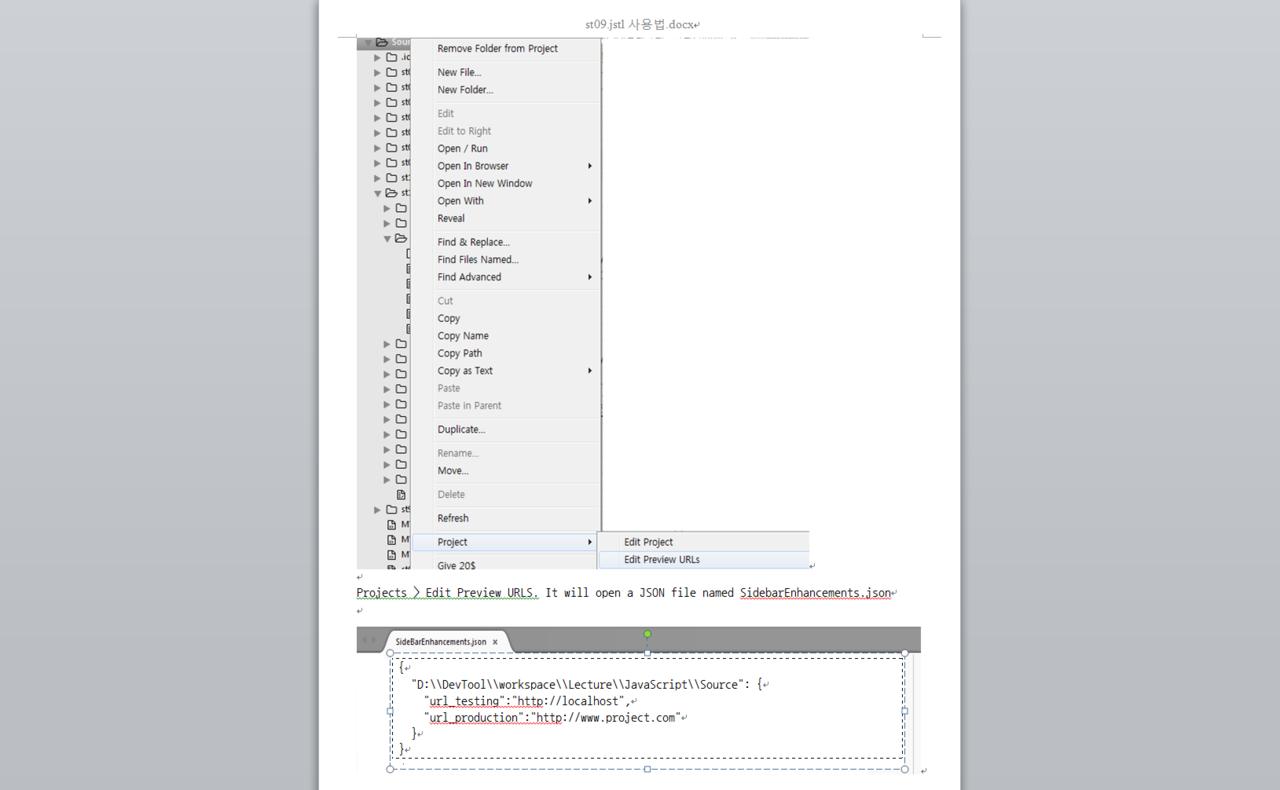 st09.jstl 사용법.docx
Remove Folder from Project
New File...
New Folder...
Edit
Edit to Right
Open / Run
Open In Browser
Open In New Window
Open With
Reveal
Find & Replace...
Find Files Named...
Find Advanced
Cut
Copy
Copy Name
Copy Path
Copy as Text
Paste
Paste in Parent
Duplicate...
Rename...
Move...
Delete
Refresh
Project
Edit Project
Give 20$
Edit Preview URLs
Projects > Edit Preview URLS. It will open a JSON file named SidebarEnhancements.json
SideBarEnhancements.json x
{
"D:\\DevTool\\workspace\\Lecture\\JavaScript\\Source": {
"url_testing":"http://localhost",
"url_production":"http://www.project.com"
}
}